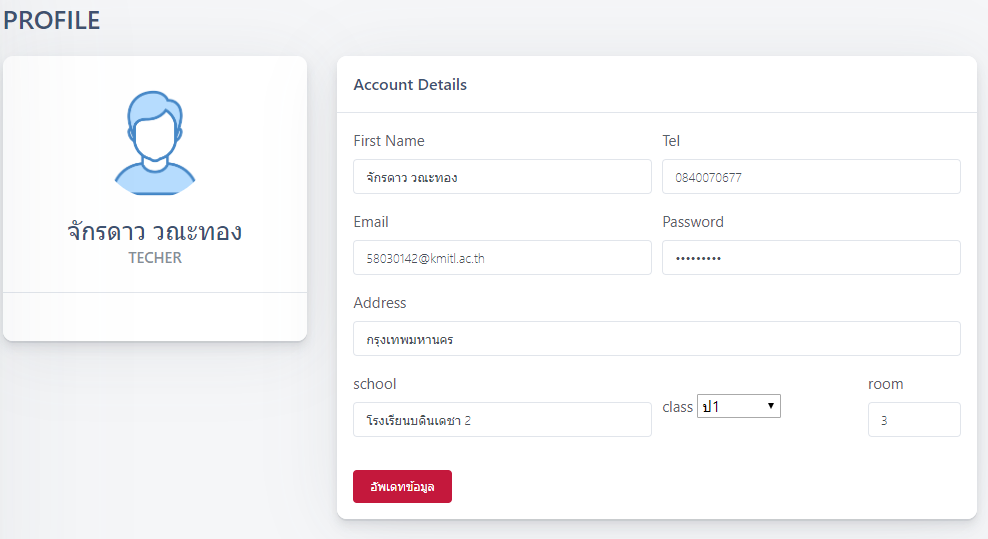 PROFILE
จักรดาว วณะทอง
TECHER
Account Details
First Name
Tel
จักรดาว วณะทอง
0840070677
Email
Password
58030142@kmitl.ac.th
•••••••••
Address
กรุงเทพมหานคร
school
class ป1
room
โรงเรียนบดินเดชา 2
3
อัพเดทข้อมูล